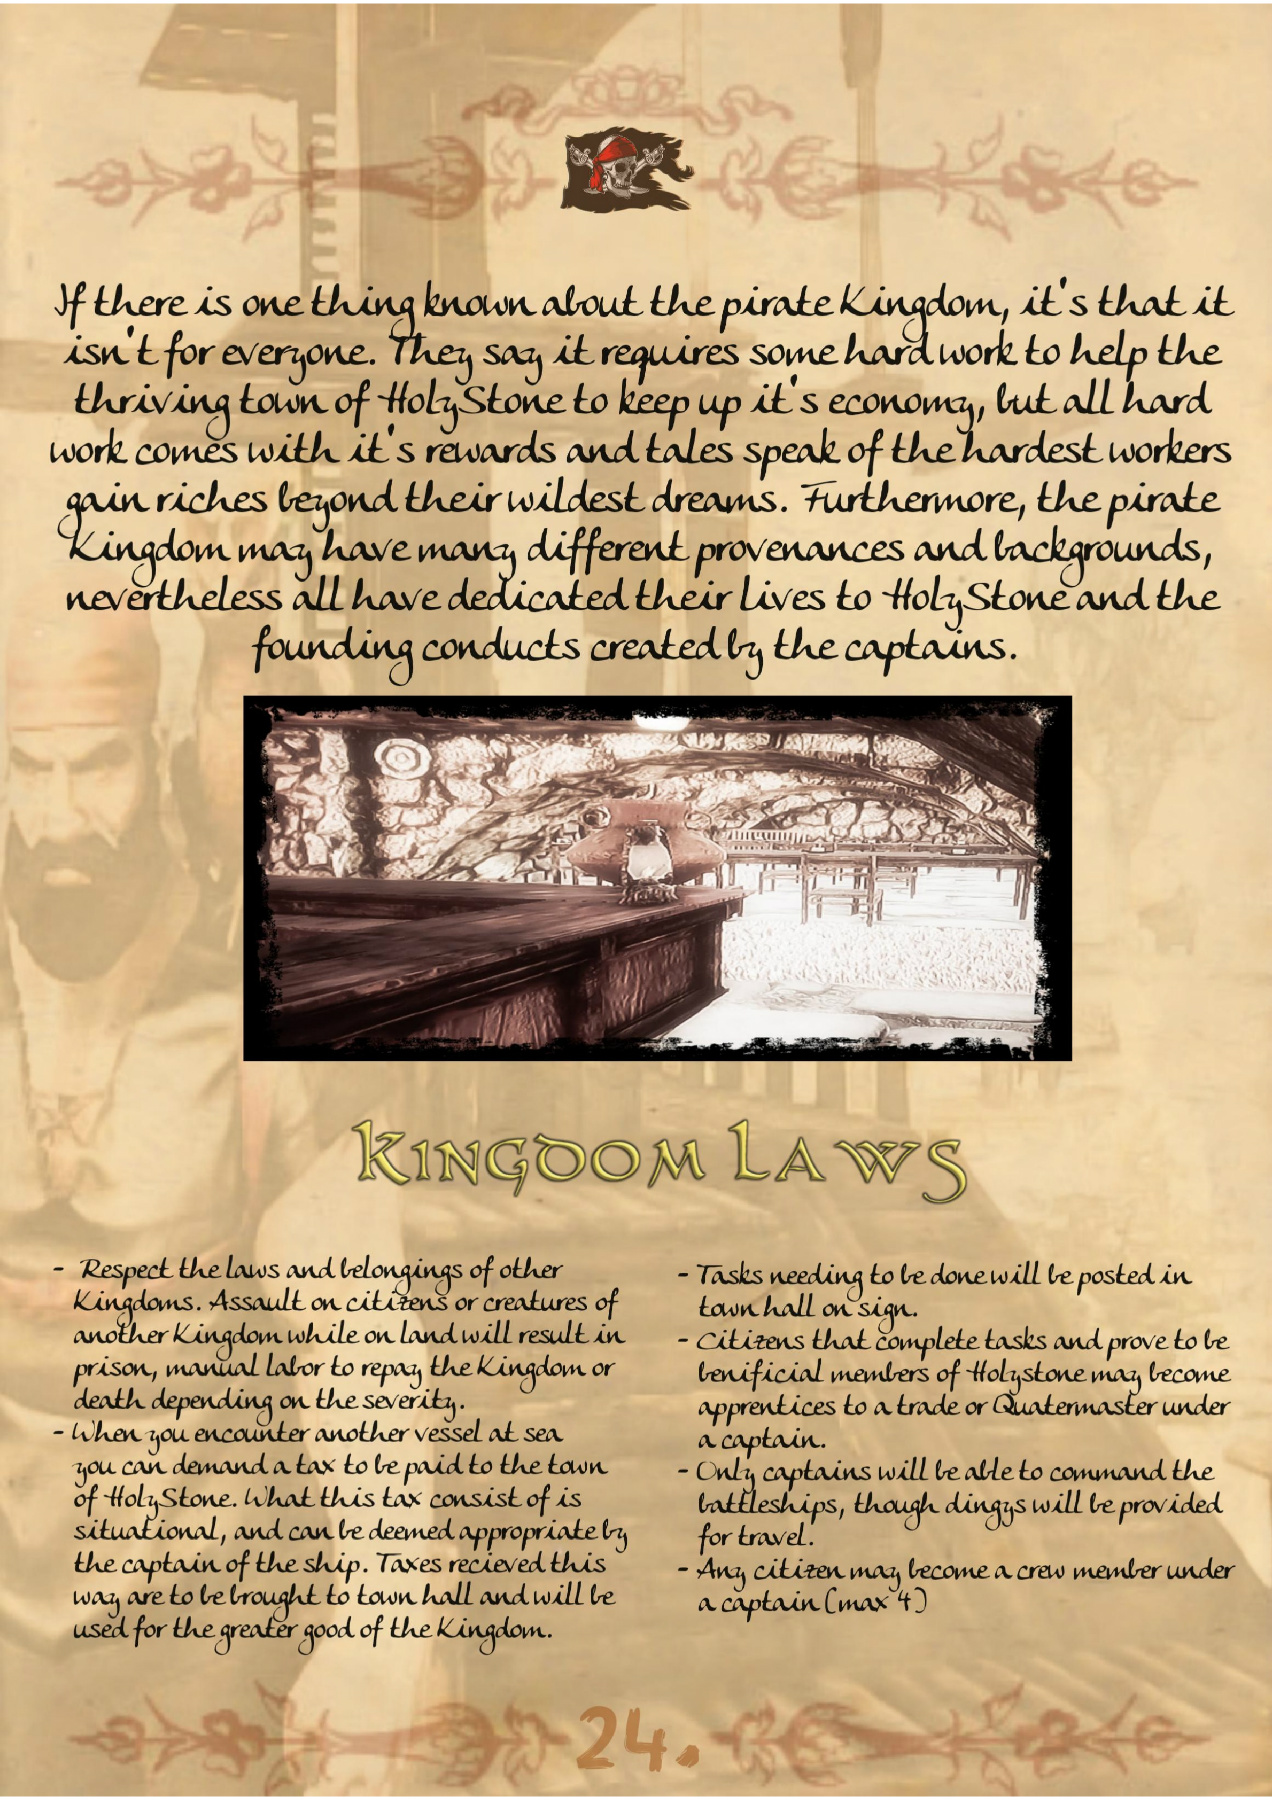 If there is one thing known about the pirate Kingdom, it's that it
isn't for everyone. They say it requires some hard work to help the
thriving town of HolyStone to keep up it's economy, but all hard
work comes with it's rewards and tales speak of the hardest workers
gain riches beyond their wildest dreams. Furthermore, the pirate
Kingdom may have many different provenances and backgrounds,
nevertheless all have dedicated their lives to HolyStone and the
founding conducts created by the captains.
Kingdom Laws
- Respect the laws and belongings of other
Kingdoms. Assault on citizens or creatures of
another Kingdom while on land will result in
prison, manual labor to repay the Kingdom or
death depending on the severity.
- When you encounter another vessel at sea
you can demand a tax to be paid to the town
of HolyStone. What this tax consist of is
situational, and can be deemed appropriate by
the captain of the ship. Taxes recieved this
way are to be brought to town hall and will be
used for the greater good of the Kingdom.
- Tasks needing to be done will be posted in
town hall on sign.
- Citizens that complete tasks and prove to be
benificial members of Holystone may become
apprentices to a trade or Quatermaster under
a captain.
- Only captains will be able to command the
battleships, though dingys will be provided
for travel.
- Any citizen may become a crew member under
a captain (max 4)
24.